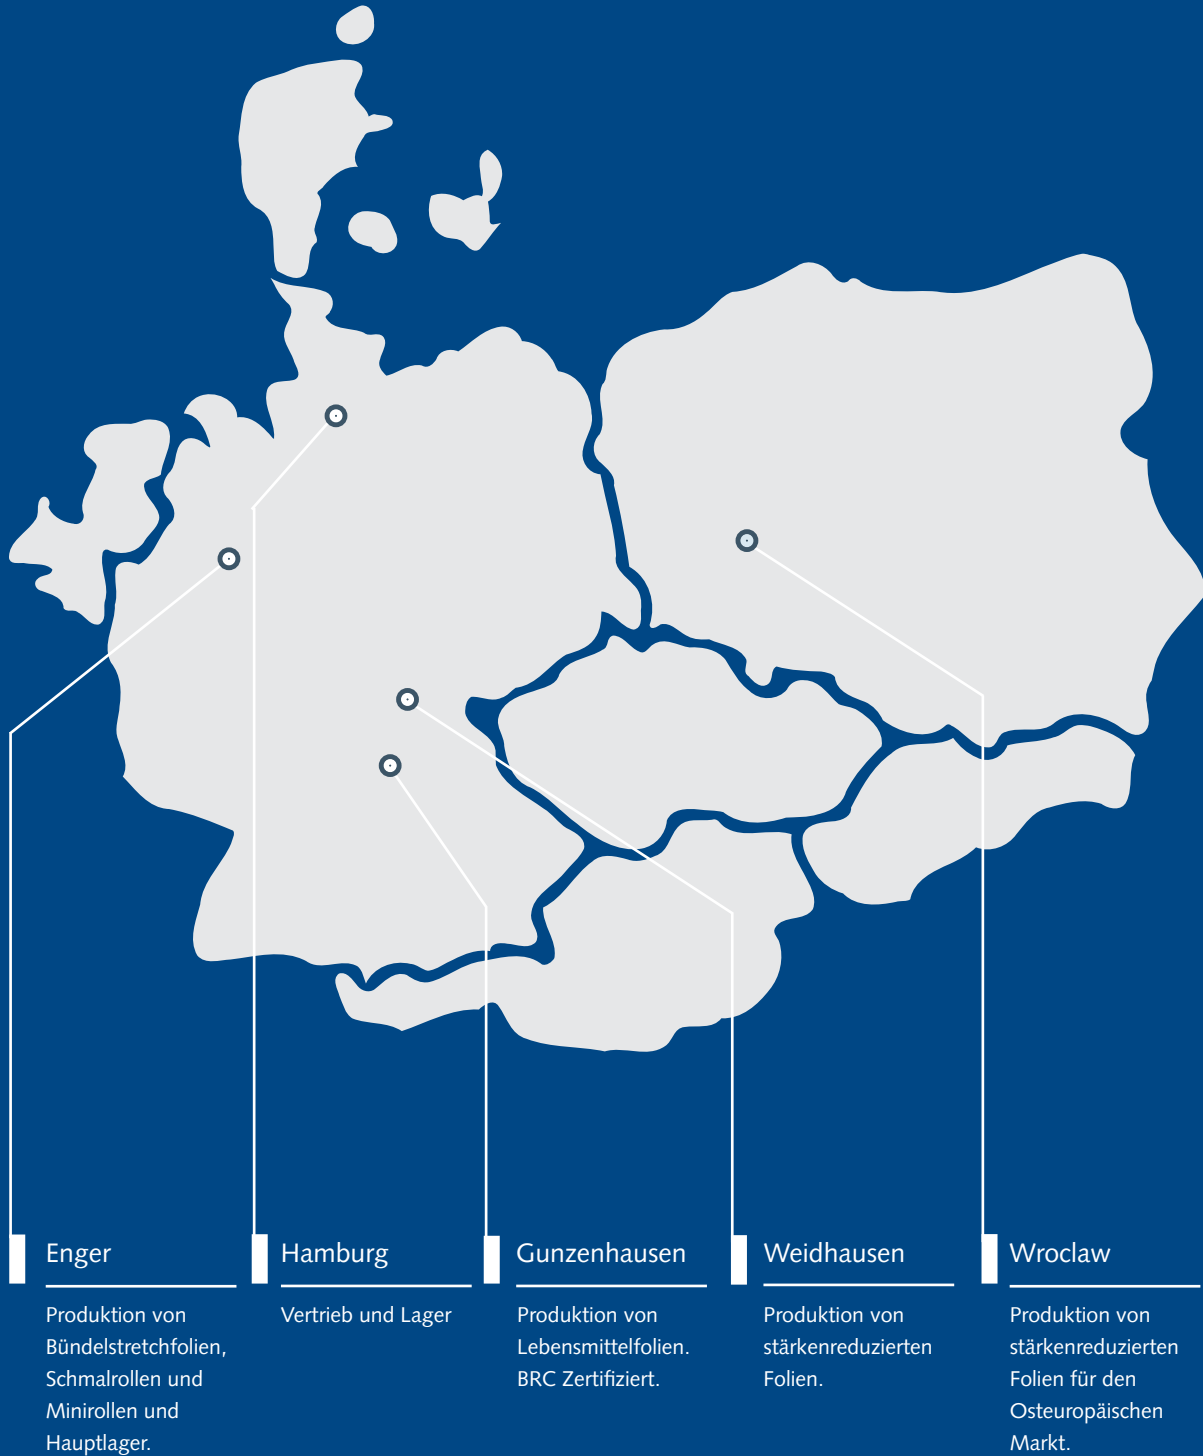 Enger
Produktion von
Bündelstretchfolien,
Schmalrollen und
Minirollen und
Hauptlager.
Hamburg
Vertrieb und Lager
Gunzenhausen
Produktion von
Lebensmittelfolien.
BRC Zertifiziert.
Weidhausen
Produktion von
stärkenreduzierten
Folien.
Wroclaw
Produktion von
stärkenreduzierten
Folien für den
Osteuropäischen
Markt.